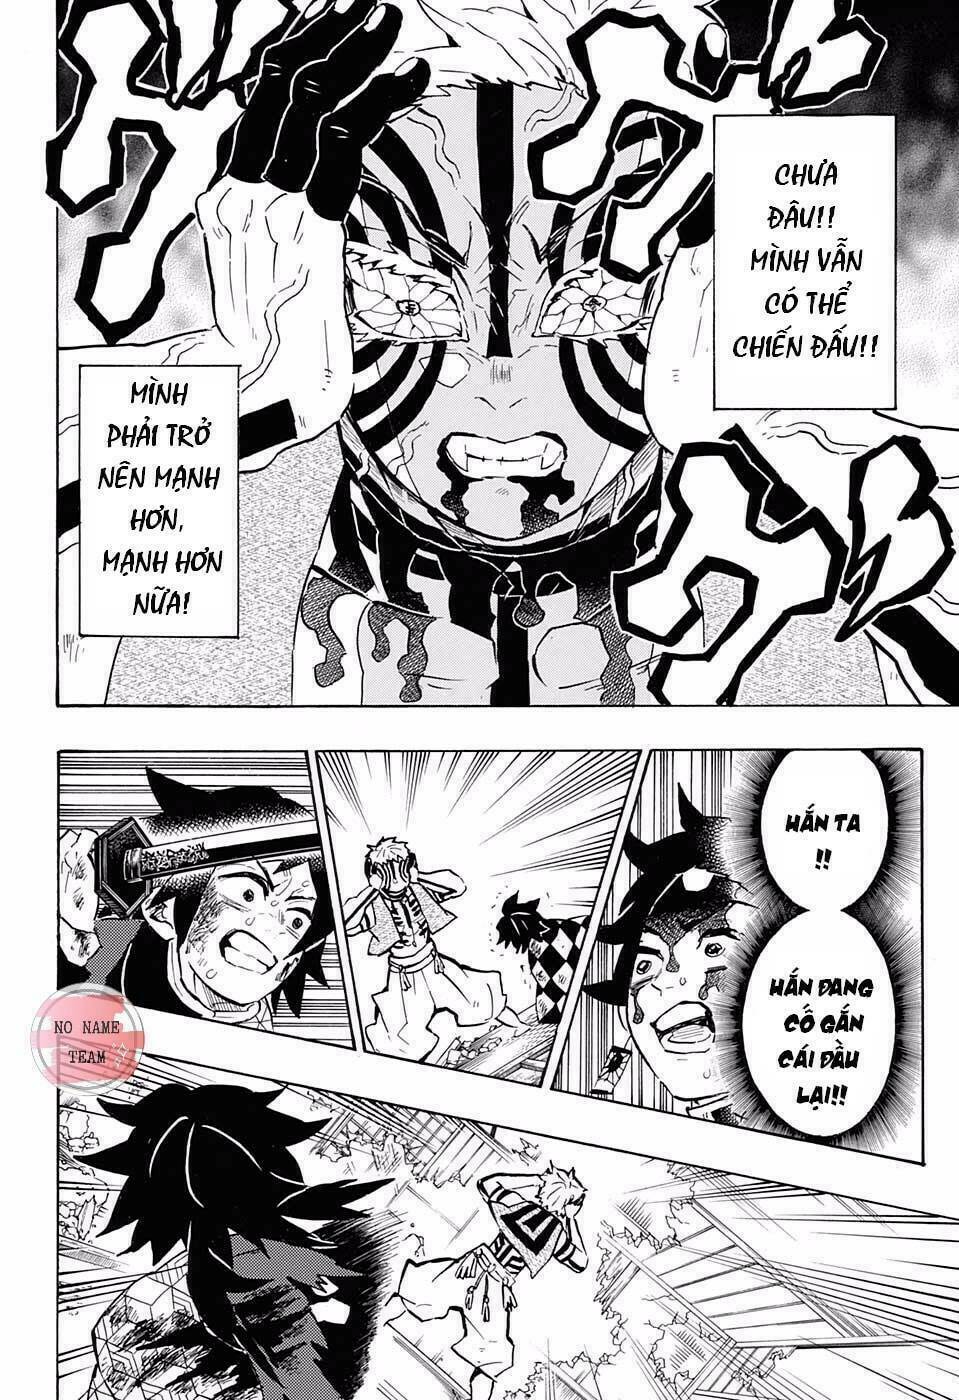 CHƯA
ĐÂU!!
MÌNH VẪN
CÓ THỂ
CHIẾN ĐẤU!!
MÌNH
PHẢI TRỞ
NÊN MẠNH
HƠN,
MẠNH HƠN
NỮA!
HẮN TA
!!
HẮN ĐANG
CỐ GẮN
CÁI ĐẦU
LẠI!!
NO NAME
TEAM